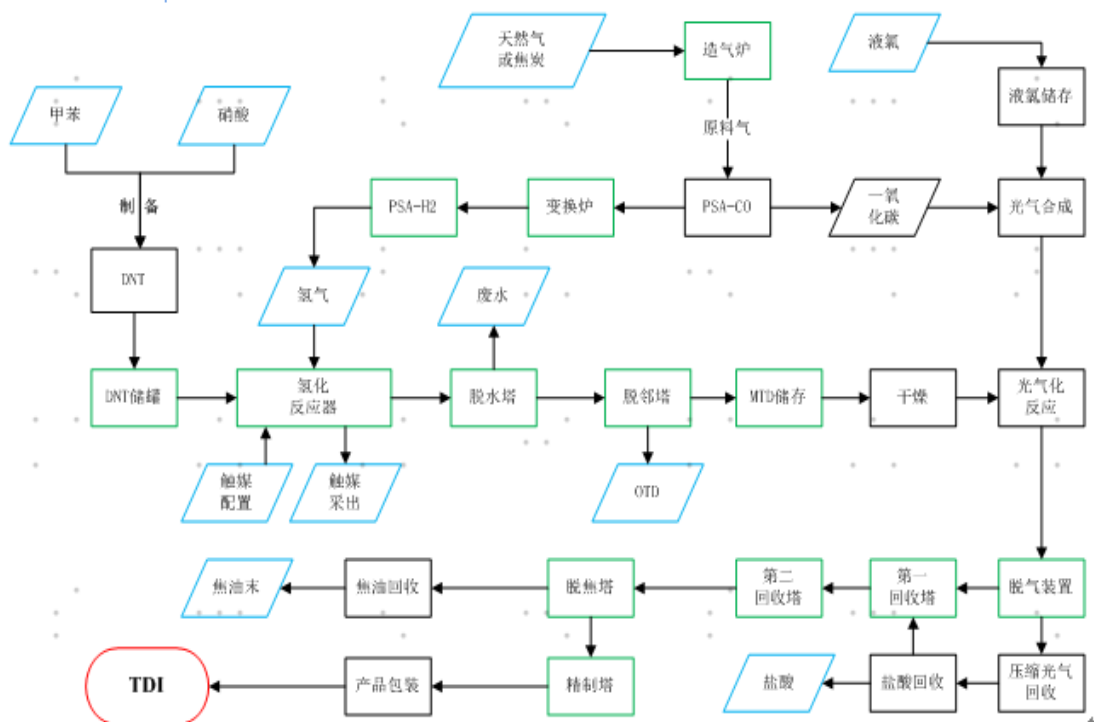 天然气
或焦炭
造气炉
液氯
甲苯
硝酸
液氯储存
原料气
制备
PSA-H2
变换炉
PSA-CO
一氧
化碳
光气合成
DNT
氢气
废水
DNT储罐
氢化
反应器
脱水塔
脱邻塔
MTD储存
干燥
光气化
反应
触媒
配置
触媒
采出
OTD
焦油末
焦油回收
脱焦塔
第二
回收塔
第一
回收塔
脱气装置
TDI
产品包装
精制塔
盐酸
盐酸回收
压缩光气
回收